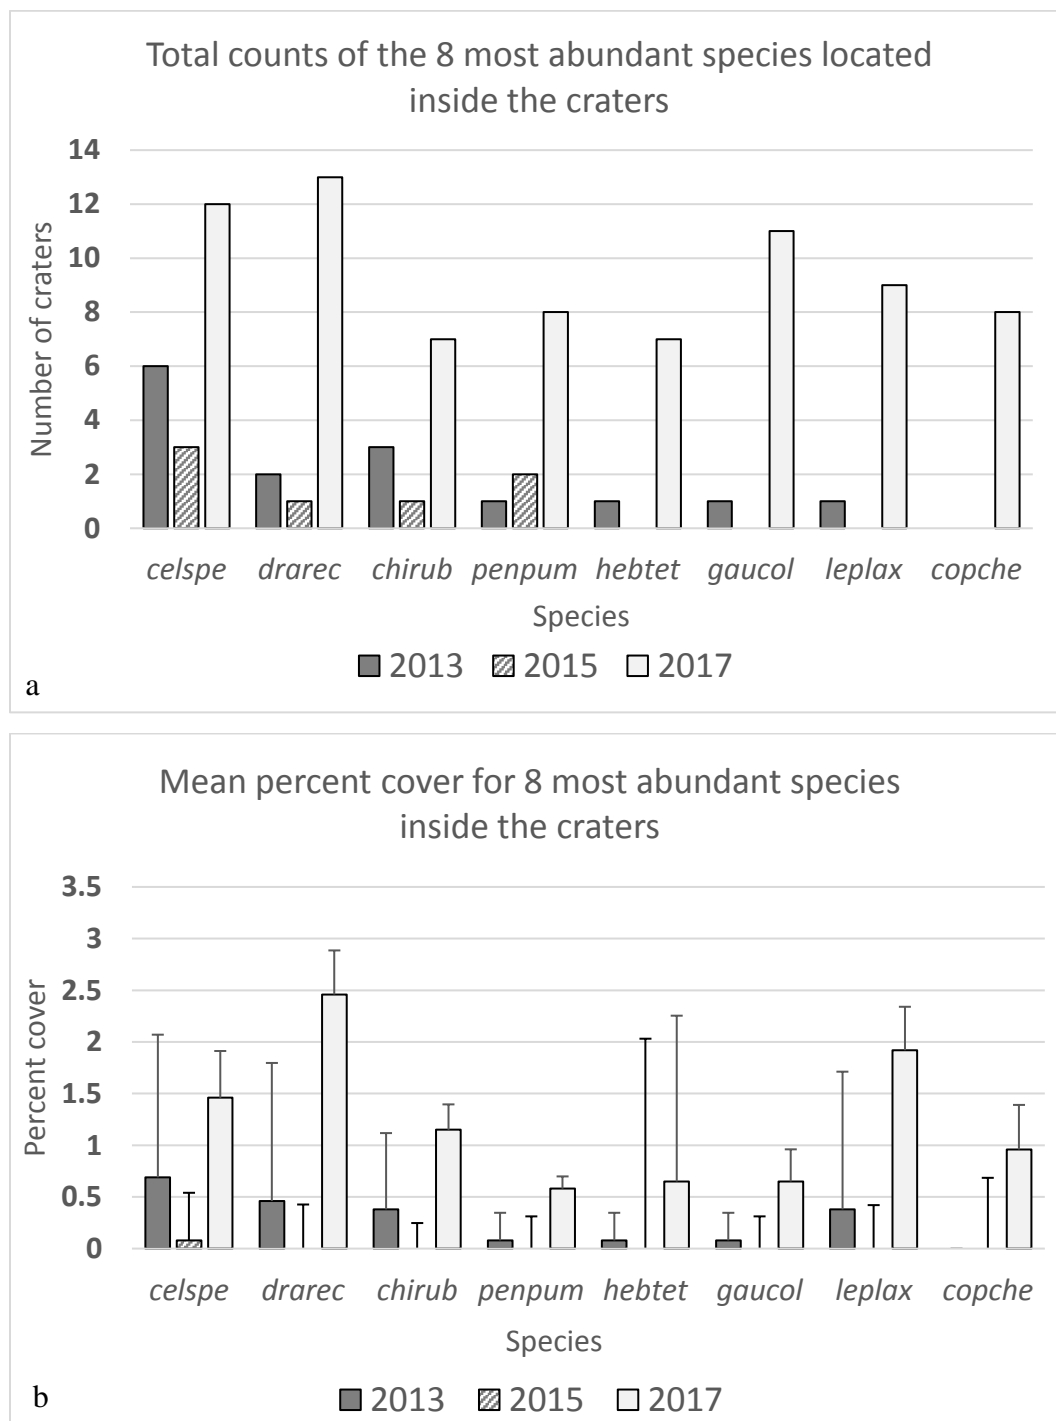 Total counts of the 8 most abundant species located
inside the craters
14
12
10
8
6
4
2
0
Number of craters
celspe drarec chirub penpum hebtet gaucol leplax copche
Species
2013 2015 2017
a
Mean percent cover for 8 most abundant species
inside the craters
3.5
3
2.5
2
1.5
1
0.5
0
Percent cover
celspe drarec chirub penpum hebtet gaucol leplax copche
Species
2013 2015 2017
b